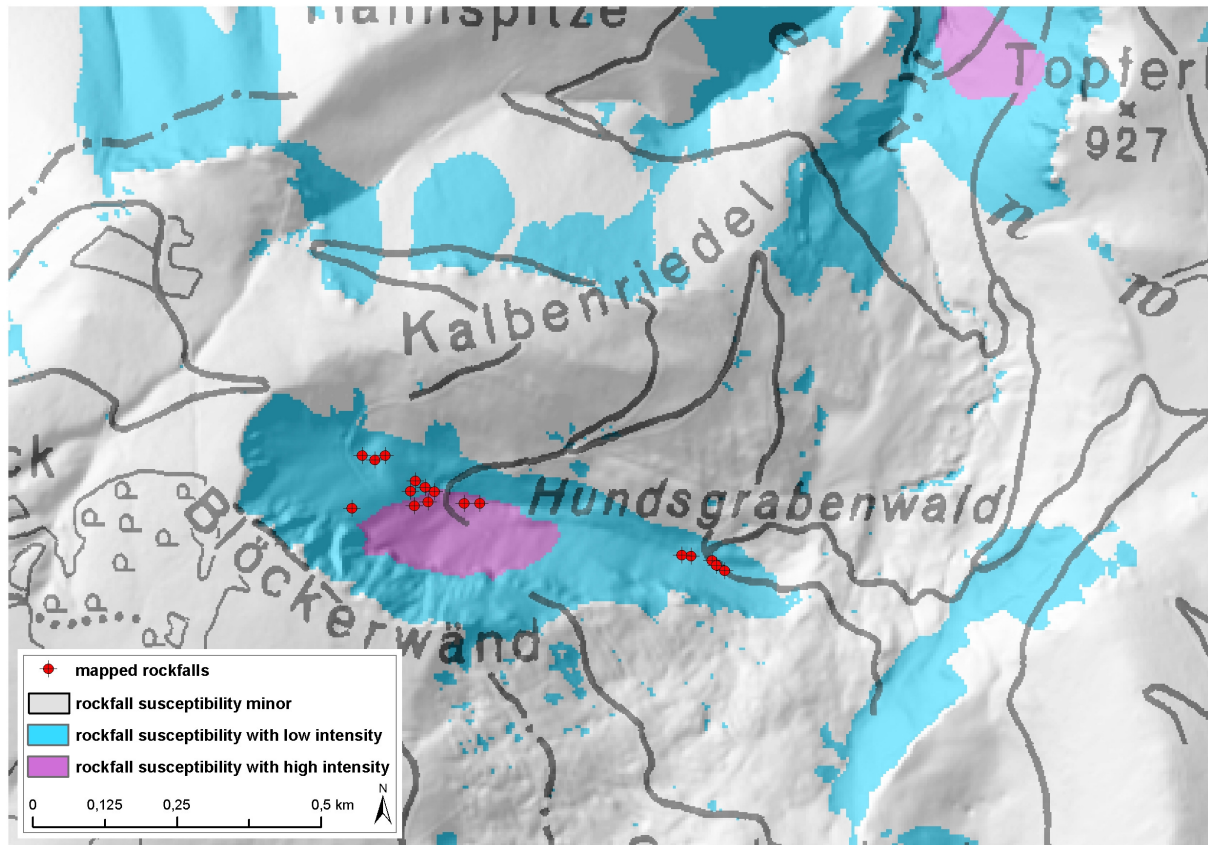 Topferl
927
Kalbenriedel
ck
Hundsgrabenwald
Blöckerwänd
P P
P P
P
P
P P
P
n
mapped rockfalls
rockfall susceptibility minor
rockfall susceptibility with low intensity
rockfall susceptibility with high intensity
N
0 0,125 0,25 0,5 km